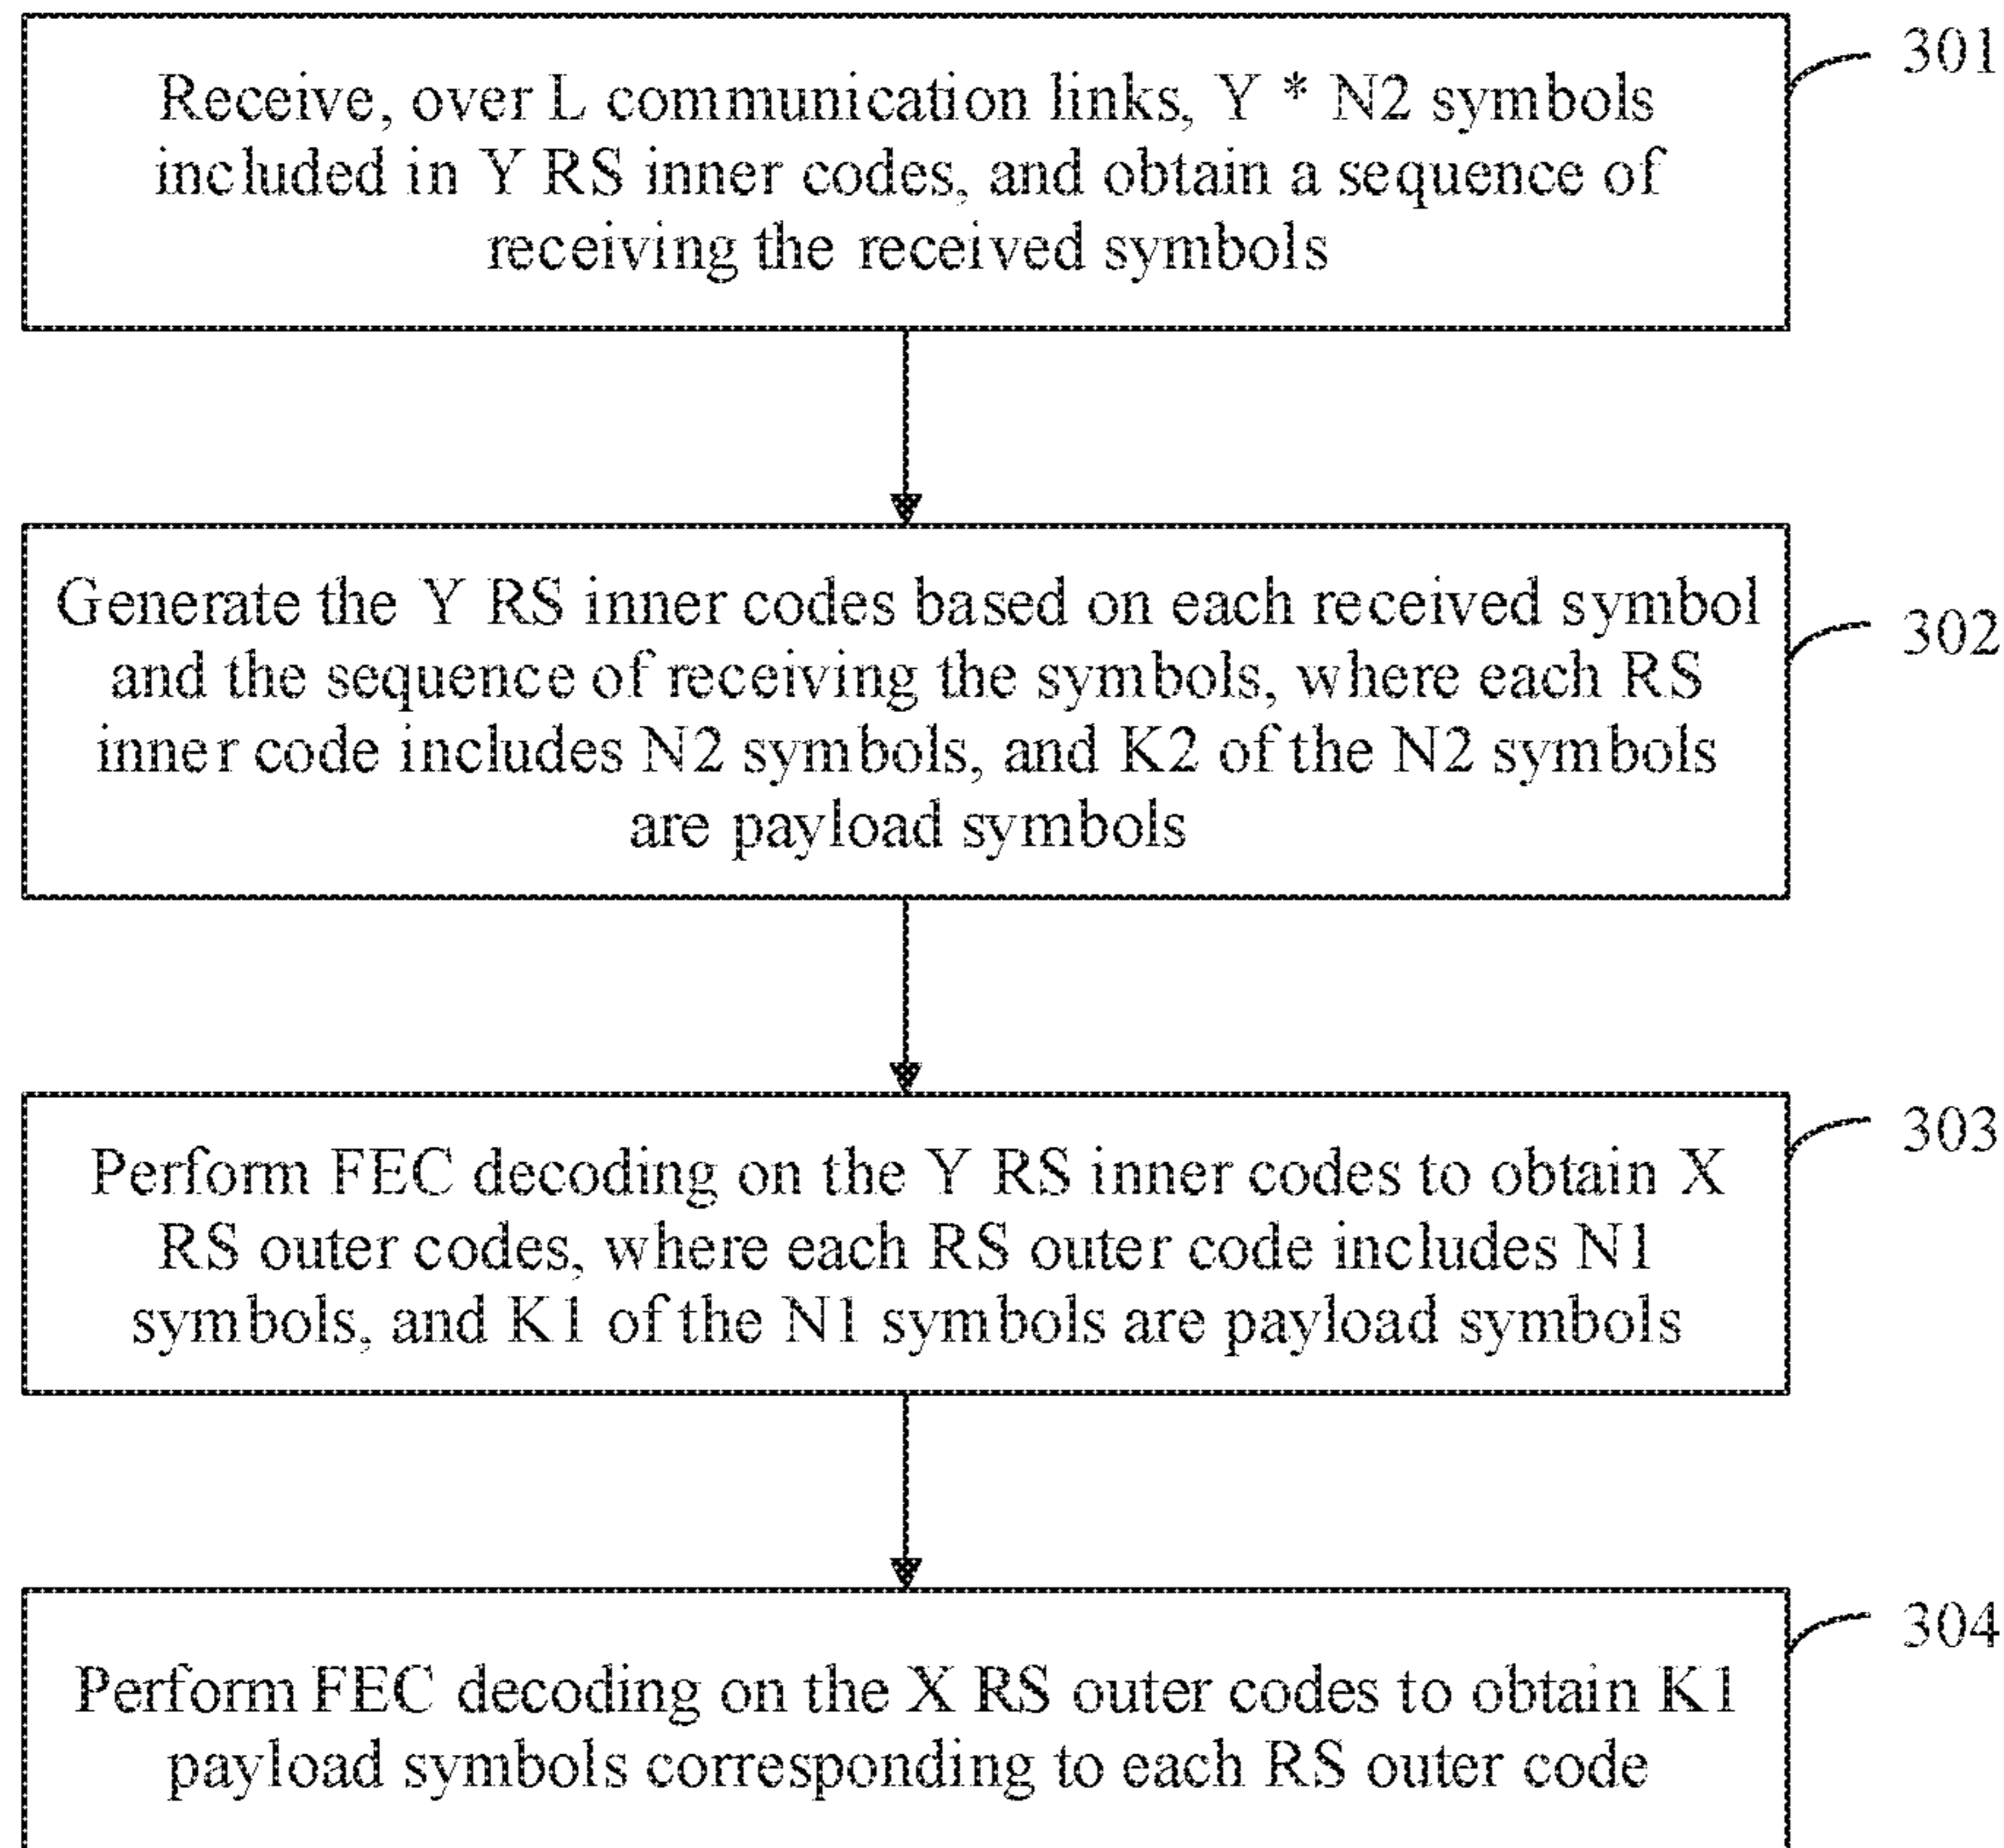 301
Receive, over L communication links, Y * N2 symbols
included in Y RS inner codes, and obtain a sequence of
receiving the received symbols
302
Generate the Y RS inner codes based on each received symbol
and the sequence of receiving the symbols, where each RS
inner code includes N2 symbols, and K2 of the N2 symbols
are payload symbols
303
Perform FEC decoding on the Y RS inner codes to obtain X
RS outer codes, where each RS outer code includes N1
symbols, and K1 of the N1 symbols are payload symbols
304
Perform FEC decoding on the X RS outer codes to obtain K1
payload symbols corresponding to each RS outer code